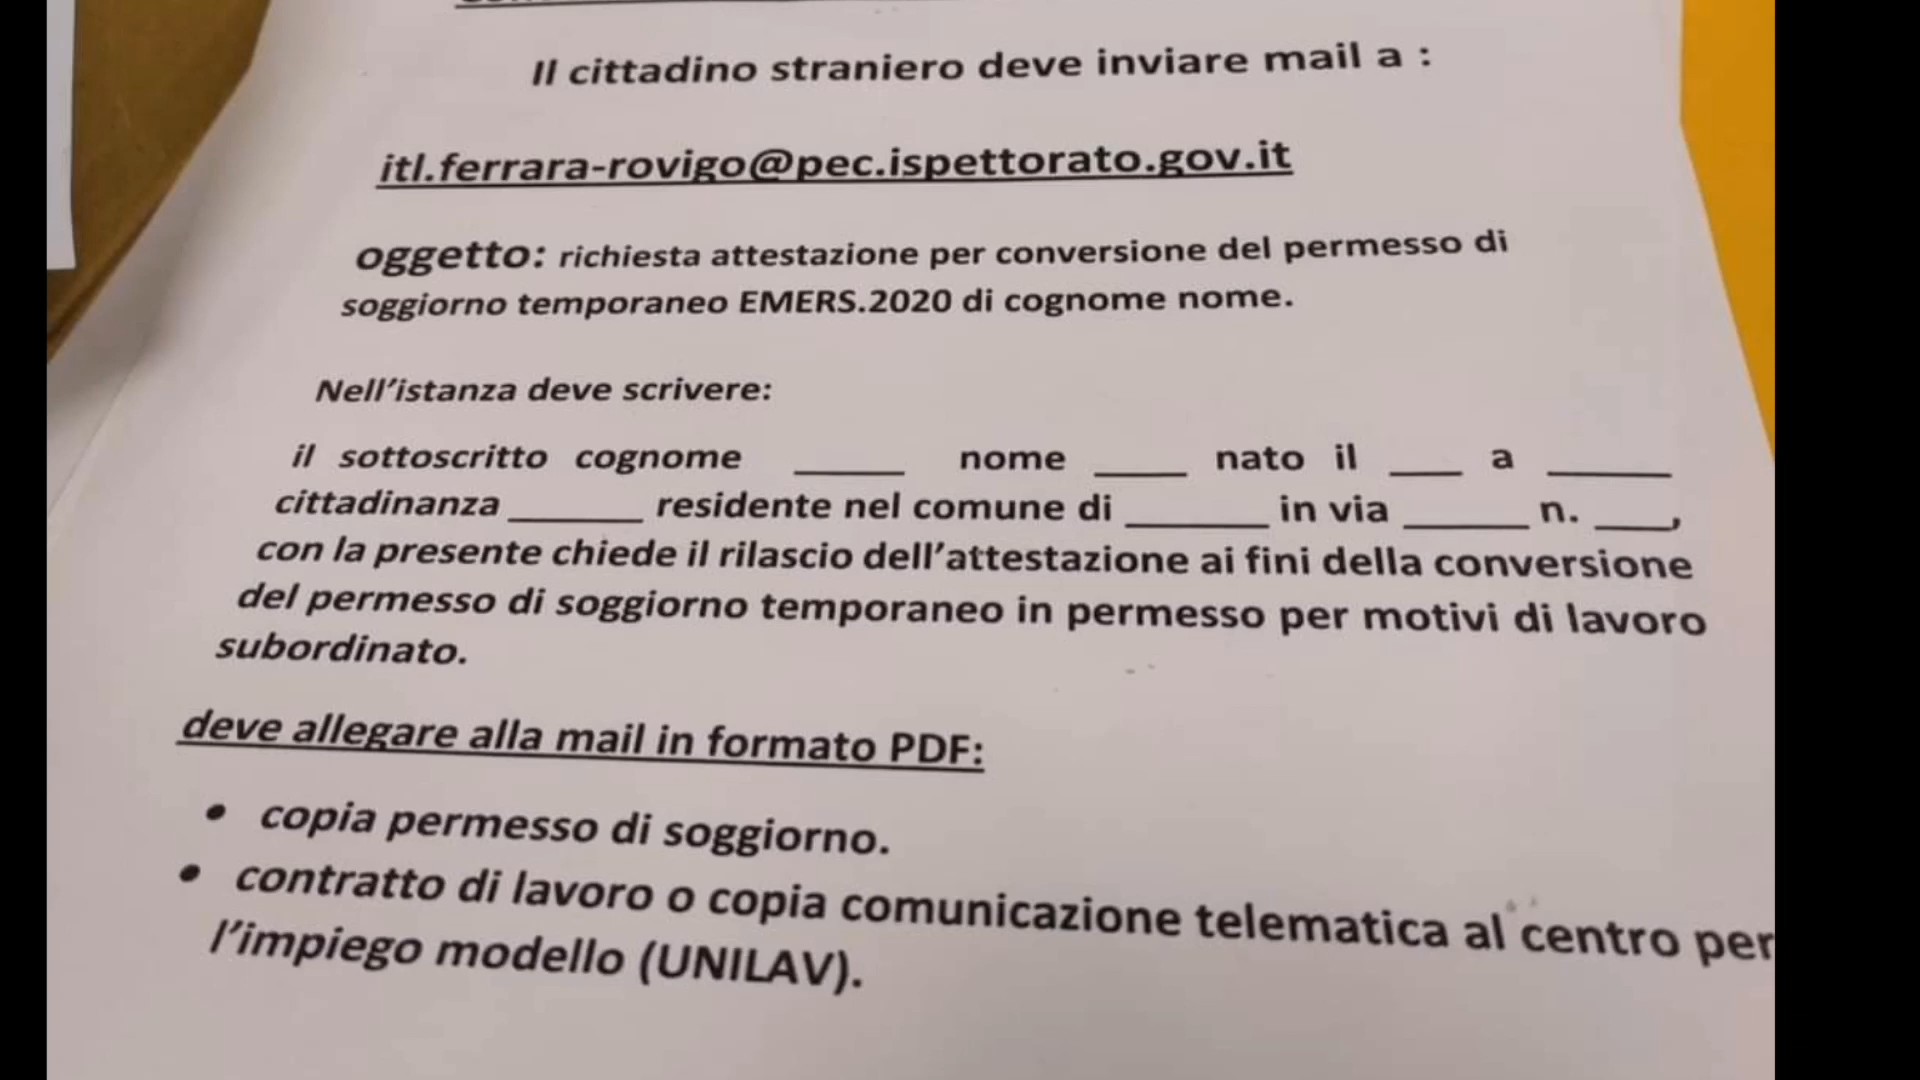 Il cittadino straniero deve inviare mail a :
itl.ferrara-rovigo@pec.ispettorato.gov.it
oggetto: richiesta attestazione per conversione del permesso di
soggiorno temporaneo EMERS.2020 di cognome nome.
Nell'istanza deve scrivere:
il sottoscritto cognome _____ nome ____ nato il ___ a _____
cittadinanza ______ residente nel comune di ______ in via _____ n. ___,
con la presente chiede il rilascio dell'attestazione ai fini della conversione
del permesso di soggiorno temporaneo in permesso per motivi di lavoro
subordinato.
deve allegare alla mail in formato PDF:
• copia permesso di soggiorno.
• contratto di lavoro o copia comunicazione telematica al centro per
l'impiego modello (UNILAV).